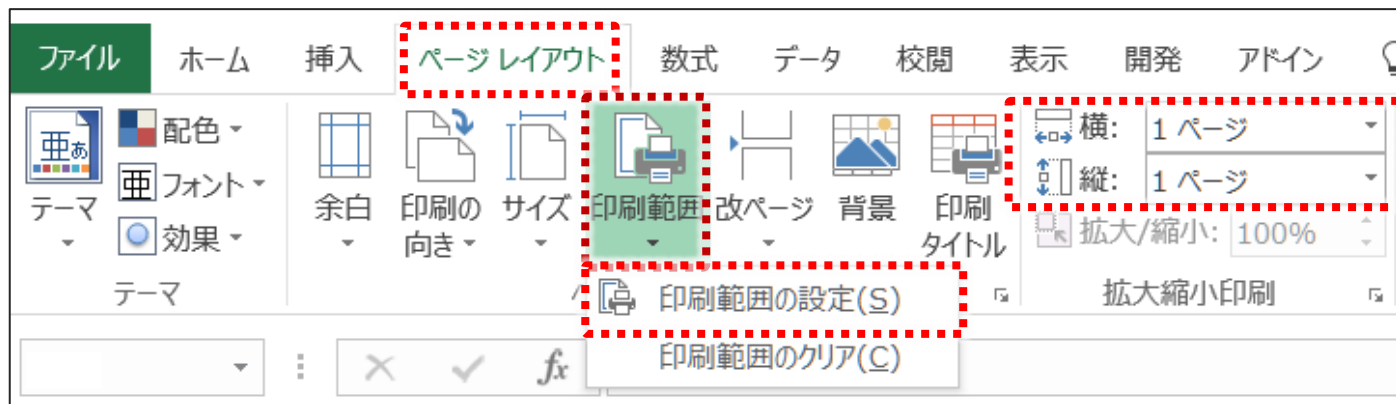 ファイル ホーム 挿入 ページ レイアウト 数式 データ 校閲 表示 開発 アドイン
亜あ
テーマ
配色
亜 フォント
効果
余白
印刷の
向き
サイズ
印刷範囲
改ページ
背景
印刷
タイトル
横: 1 ページ
縦: 1 ページ
拡大/縮小: 100%
テーマ
拡大縮小印刷
印刷範囲の設定(S)
印刷範囲のクリア(C)
fx